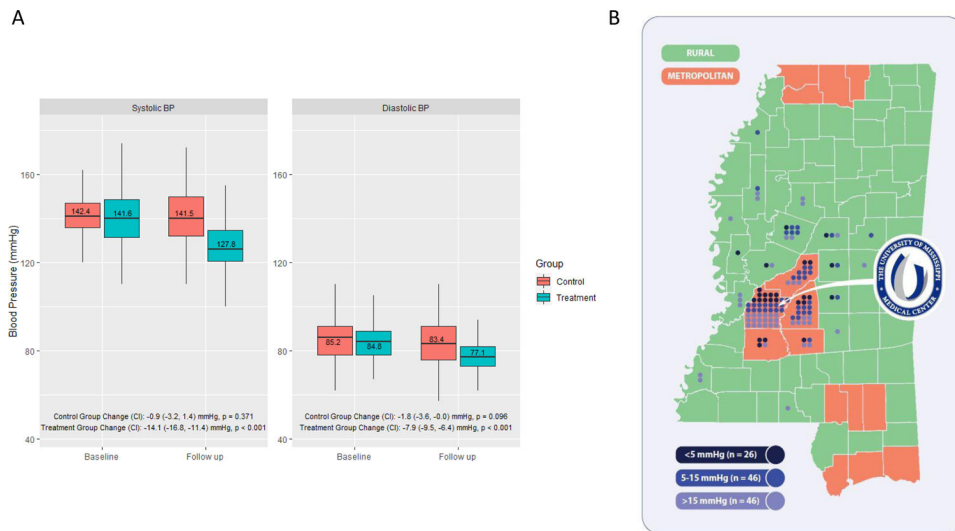 A
Systolic BP
Diastolic BP
Blood Pressure (mmHg)
160
120
80
40
142.4
141.6
141.5
127.8
85.2
84.8
83.4
77.1
Control Group Change (CI): -0.9 (-3.2, 1.4) mmHg, p = 0.371
Treatment Group Change (CI): -14.1 (-16.8, -11.4) mmHg, p < 0.001
Control Group Change (CI): -1.8 (-3.6, -0.0) mmHg, p = 0.096
Treatment Group Change (CI): -7.9 (-9.5, -6.4) mmHg, p < 0.001
Baseline
Follow up
Baseline
Follow up
Group
Control
Treatment
B
RURAL
METROPOLITAN
THE UNIVERSITY OF MISSISSIPPI
MEDICAL CENTER
<5 mmHg (n = 26)
5-15 mmHg (n = 46)
>15 mmHg (n = 46)